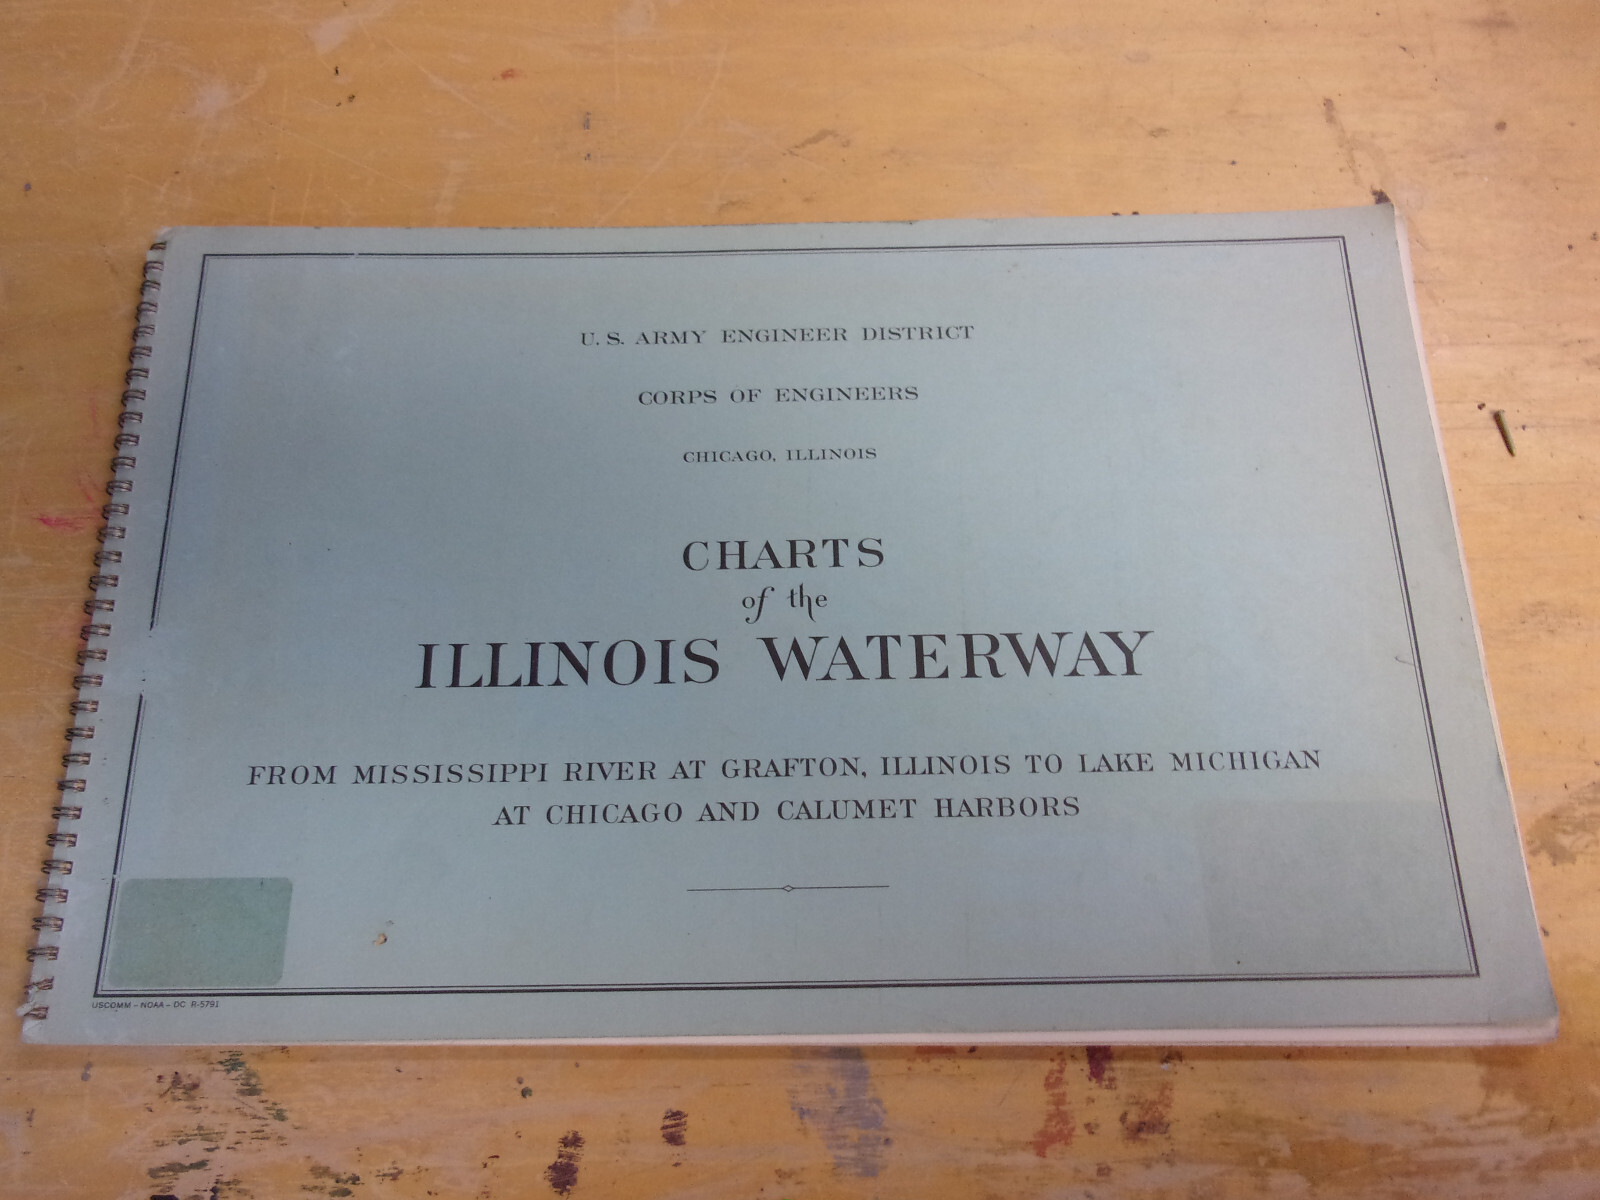 U. S. ARMY ENGINEER DISTRICT
CORPS OF ENGINEERS
CHICAGO, ILLINOIS
CHARTS
of the
ILLINOIS WATERWAY
FROM MISSISSIPPI RIVER AT GRAFTON, ILLINOIS TO LAKE MICHIGAN
AT CHICAGO AND CALUMET HARBORS
USCOMM - NOAA - DC R-5791